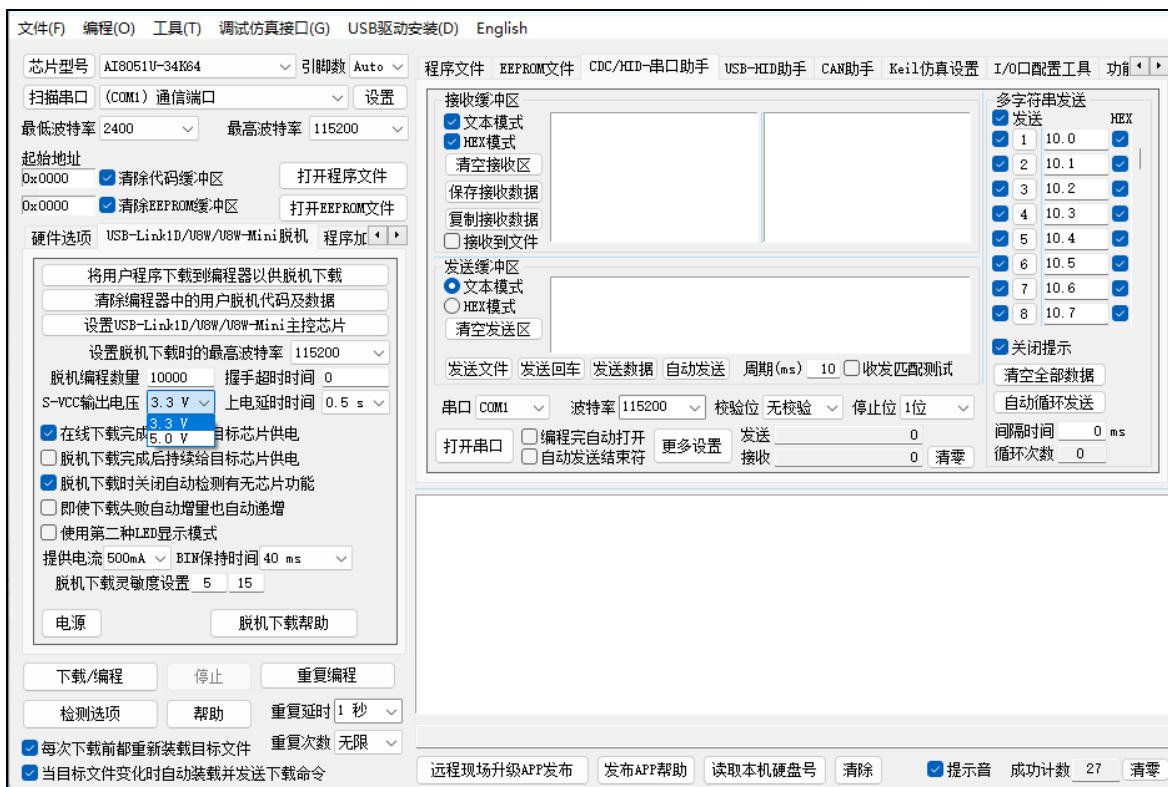 文件(F) 编程(O) 工具(T) 调试仿真接口(G) USB驱动安装(D) English
芯片型号 AI8051U-34K64 引脚数 Auto
扫描串口 (COM1) 通信端口 设置
最低波特率 2400 最高波特率 115200
起始地址
0x0000 清除代码缓冲区 打开程序文件
0x0000 清除EEPROM缓冲区 打开EEPROM文件
硬件选项 USB-Link1D/U8W/U8W-Mini脱机 程序加
将用户程序下载到编程器以供脱机下载
清除编程器中的用户脱机代码及数据
设置USB-Link1D/U8W/U8W-Mini主控芯片
设置脱机下载时的最高波特率 115200
脱机编程数量 10000 握手超时时间 0
S-VCC输出电压 3.3 V 上电延时时间 0.5 s
3.3 V
5.0 V
在线下载完成 目标芯片供电
脱机下载完成后持续给目标芯片供电
脱机下载时关闭自动检测有无芯片功能
即使下载失败自动增量也自动递增
使用第二种LED显示模式
提供电流 500mA BIN保持时间 40 ms
脱机下载灵敏度设置 5 15
电源 脱机下载帮助
下载/编程 停止 重复编程
检测选项 帮助 重复延时 1 秒
每次下载前都重新装载目标文件 重复次数 无限
当目标文件变化时自动装载并发送下载命令
程序文件 EEPROM文件 CDC/HID-串口助手 USB-HID助手 CAN助手 Keil仿真设置 I/O口配置工具 功能
接收缓冲区
文本模式
HEX模式
清空接收区
保存接收数据
复制接收数据
接收到文件
发送缓冲区
文本模式
HEX模式
清空发送区
发送文件 发送回车 发送数据 自动发送 周期(ms) 10 收发匹配测试
串口 COM1 波特率 115200 校验位 无校验 停止位 1位
打开串口 编程完自动打开 更多设置 发送 0
自动发送结束符 接收 0 清零
多字符串发送
发送 HEX
1 10.0
2 10.1
3 10.2
4 10.3
5 10.4
6 10.5
7 10.6
8 10.7
关闭提示
清空全部数据
自动循环发送
间隔时间 0 ms
循环次数 0
远程现场升级APP发布 发布APP帮助 读取本机硬盘号 清除 提示音 成功计数 27 清零